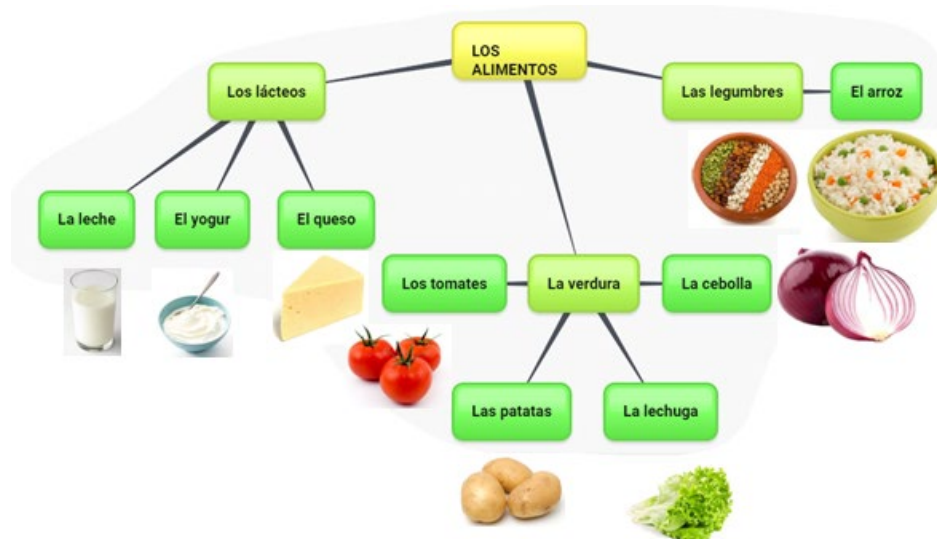 LOS
ALIMENTOS
Los lácteos
Las legumbres
El arroz
La leche
El yogur
El queso
Los tomates
La verdura
La cebolla
Las patatas
La lechuga